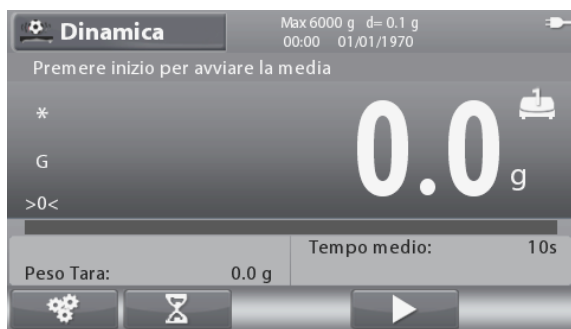 Dinamica
Max 6000 g d= 0.1 g
00:00 01/01/1970
Premere inizio per avviare la media
*
G
>0<
0.0 g
1
Tempo medio: 10s
Peso Tara: 0.0 g